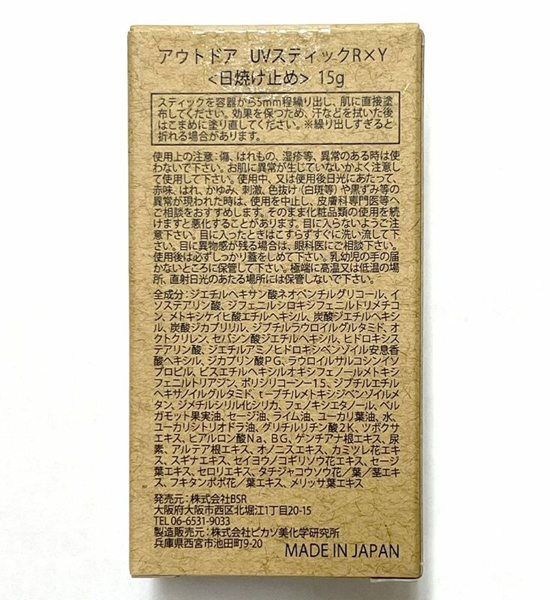 アウトドア UVスティックR×Y
<日焼け止め> 15g
スティックを容器から5mm程繰り出し、肌に直接塗
布してください。効果を保つため、汗などを拭いた後
はこまめに塗り直してください。※繰り出しすぎると
折れる場合があります。
使用上の注意:傷、はれもの、湿疹等、異常のある時は使
わないで下さい。お肌に異常が生じていないかよく注意し
て使用して下さい。使用中、又は使用後日光にあたって、
赤味、はれ、かゆみ、刺激、色抜け(白斑等)や黒ずみ等の
異常が現われた時は、使用を中止し、皮膚科専門医等へ
ご相談をおすすめします。そのまま化粧品類の使用を続
けますと悪化することがあります。目に入らないようご注
意下さい。目に入ったときはこすらずすぐに洗い流して下
さい。目に異物感が残る場合は、眼科医にご相談下さい。
使用後は必ずしっかり蓋をしめて下さい。乳幼児の手の届
かないところに保管して下さい。極端に高温又は低温の場
所、直射日光のあたる場所には保管しないで下さい。
全成分:ジエチルヘキサン酸ネオペンチルグリコール、イ
ソステアリン酸、ジフェニルシロキシフェニルトリメチコ
ン、メトキシケイヒ酸エチルヘキシル、炭酸ジエチルヘキシ
ル、炭酸ジカプリリル、ジブチルラウロイルグルタミド、オ
クトクリレン、セバシン酸ジエチルヘキシル、ヒドロキシス
テアリン酸、ジエチルアミノヒドロキシベンゾイル安息香
酸ヘキシル、ジカプリン酸PG、ラウロイルサルコシンイソ
プロピル、ビスエチルヘキシルオキシフェノールメトキシ
フェニルトリアジン、ポリシリコーン-15、ジブチルエチル
ヘキサノイルグルタミド、t-ブチルメトキシジベンゾイルメ
タン、ジメチルシリル化シリカ、フェノキシエタノール、ベル
ガモット果実油、セージ油、ライム油、ユーカリ葉油、水、
ユーカリシトリオドラ油、グリチルリチン酸2K、ツボクサ
エキス、ヒアルロン酸Na、BG、ゲンチアナ根エキス、尿
素、アルテア根エキス、オノニスエキス、カミツレ花エキ
ス、スギナエキス、セイヨウノコギリソウ花エキス、セージ
葉エキス、セロリエキス、タチジャコウソウ花/葉/茎エキ
ス、フキタンポポ花/葉エキス、メリッサ葉エキス
発売元:株式会社BSR
大阪府大阪市西区北堀江1丁目20-15
TEL 06-6531-9033
製造販売元:株式会社ピカソ美化学研究所
兵庫県西宮市池田町9-20
MADE IN JAPAN